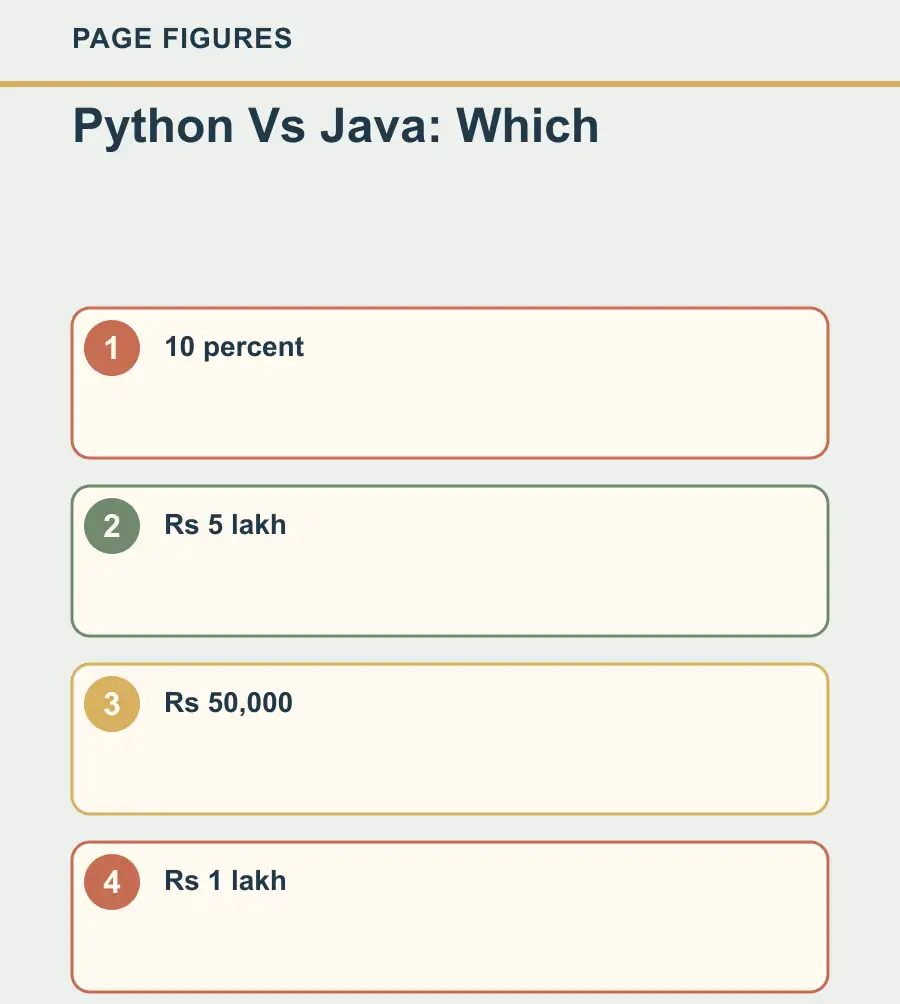 PAGE FIGURES
Python Vs Java: Which
1 10 percent
2 Rs 5 lakh
3 Rs 50,000
4 Rs 1 lakh